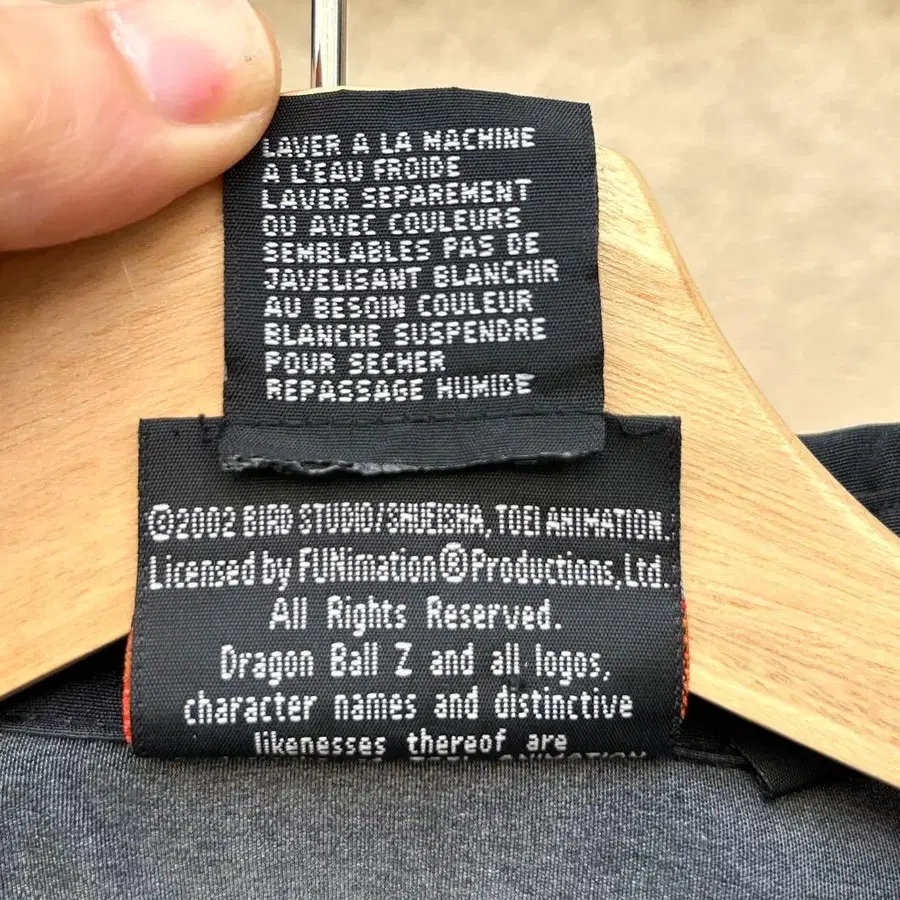 LAVER A LA MACHINE
A L'EAU FROIDE
LAVER SEPAREMENT
OU AVEC COULEURS
SEMBLABLES PAS DE
JAVELISANT BLANCHIR
AU BESOIN COULEUR
BLANCHE SUSPENDRE
POUR SECHER
REPASSAGE HUMIDE
©2002 BIRD STUDIO/SHUEISHA, TOEI ANIMATION.
Licensed by FUNimation®Productions, Ltd.
All Rights Reserved.
Dragon Ball Z and all logos,
character names and distinctive
likenesses thereof are
TOEI ANIMATION